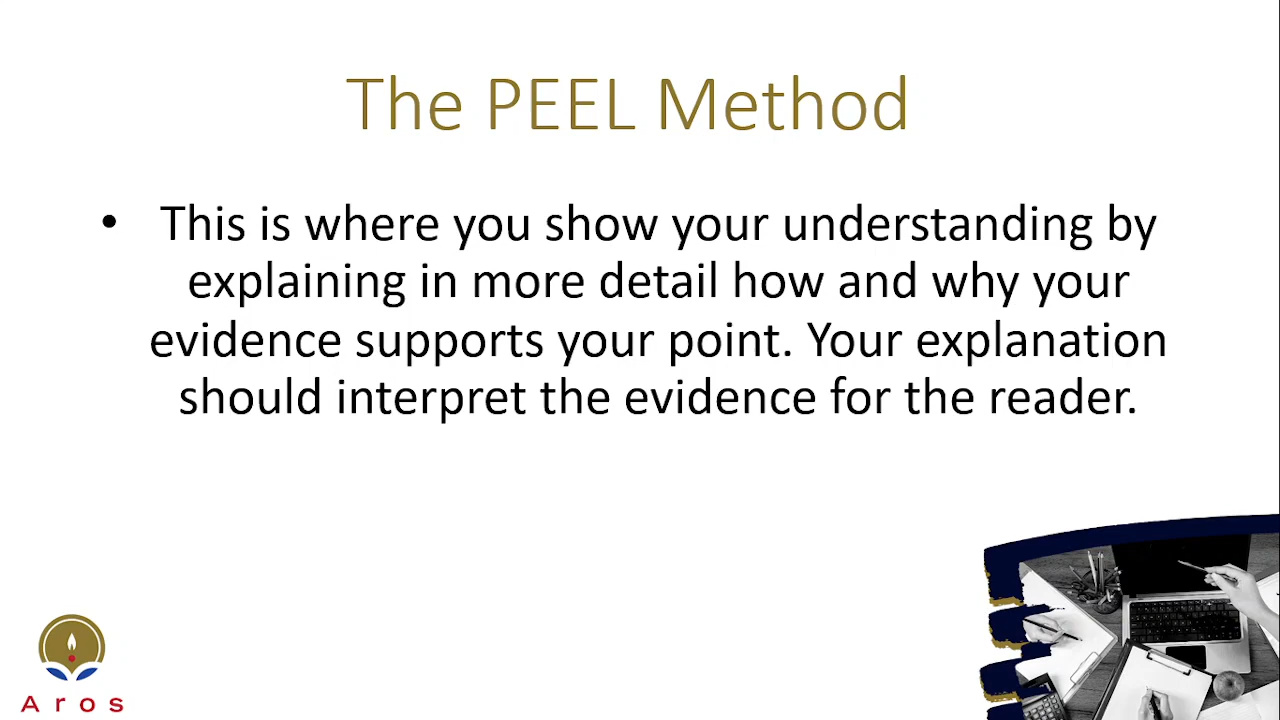 The PEEL Method
• This is where you show your understanding by
explaining in more detail how and why your
evidence supports your point. Your explanation
should interpret the evidence for the reader.
Aros